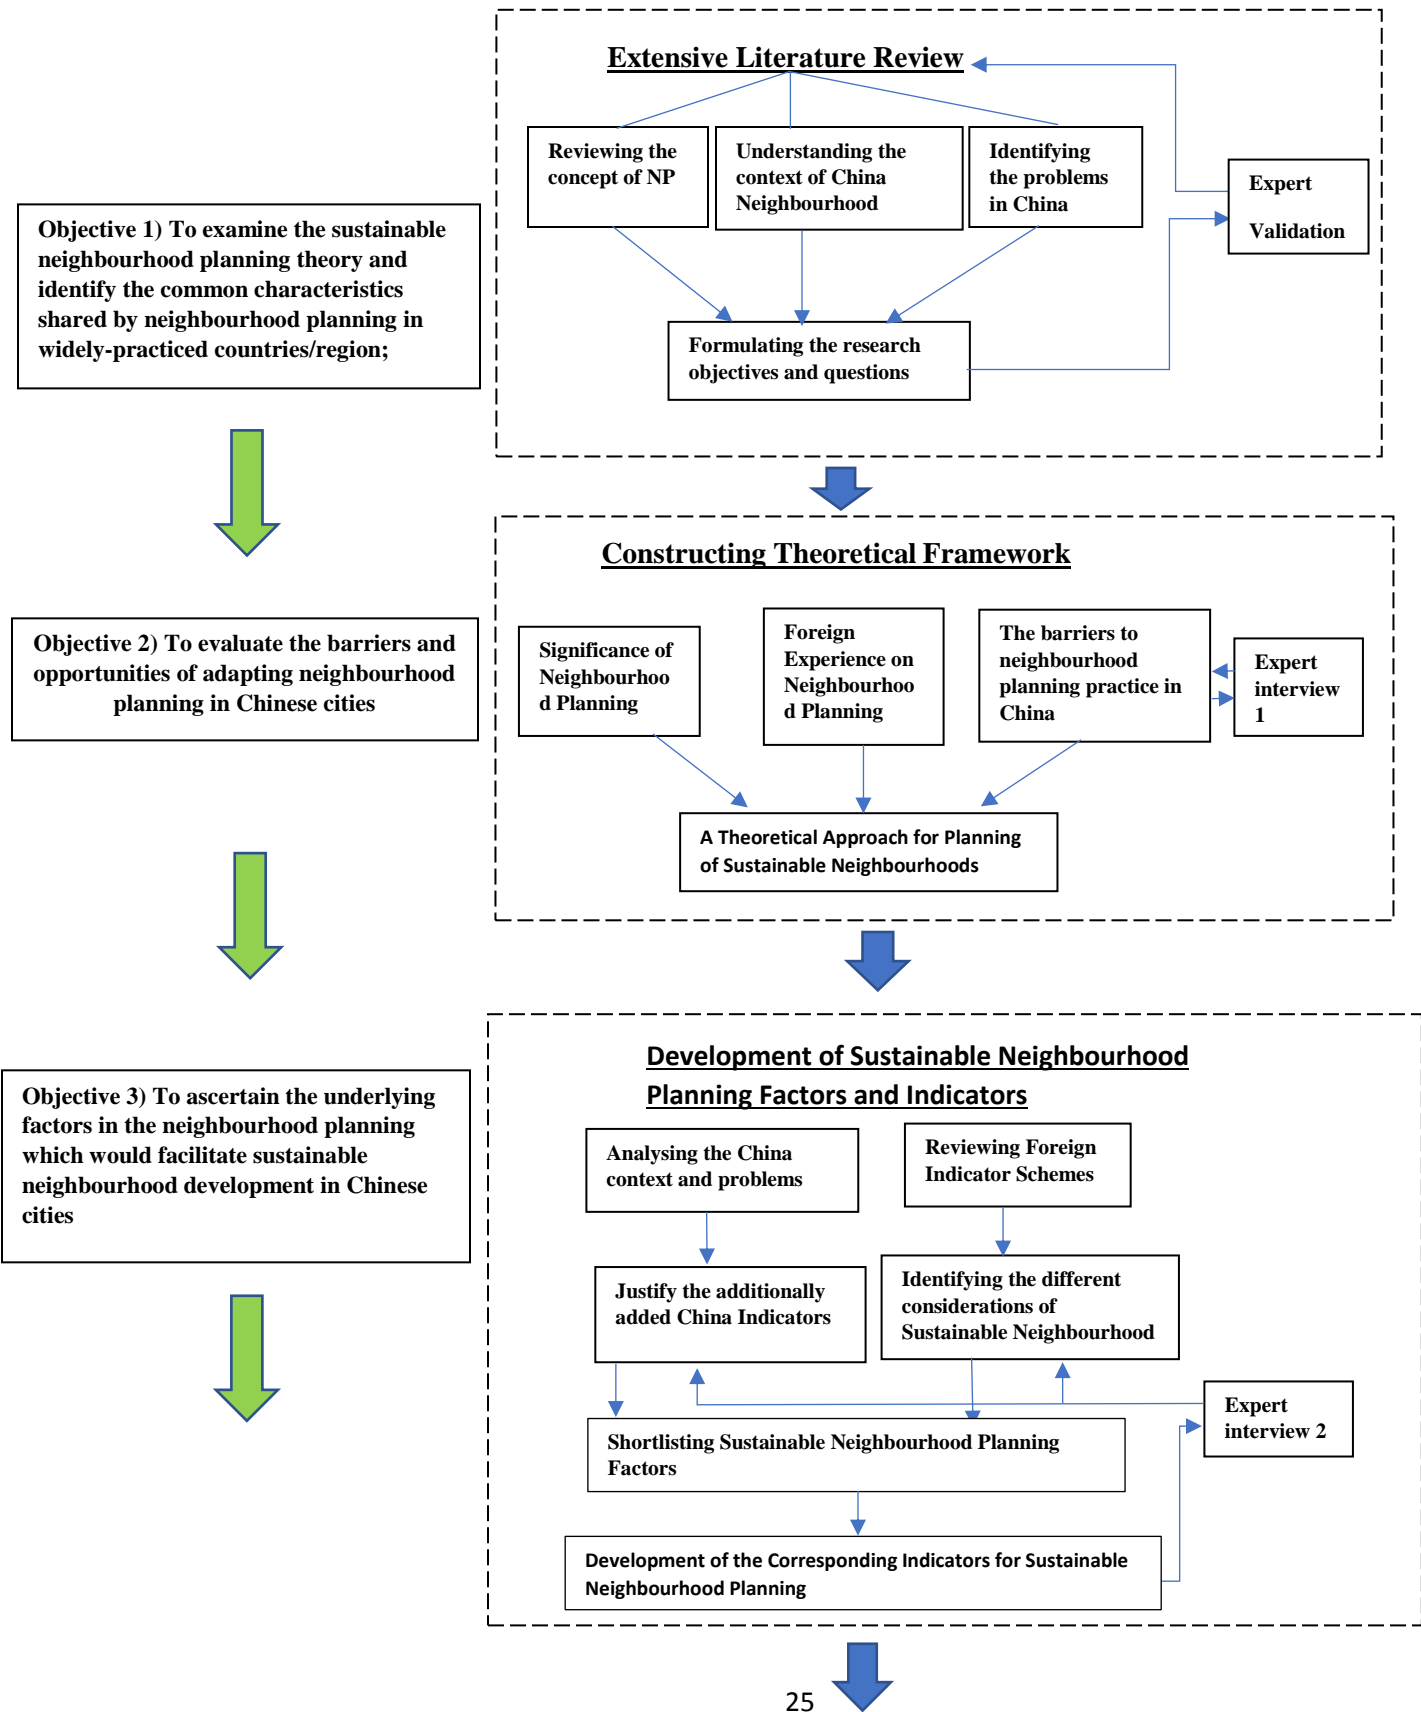 Extensive Literature Review
Reviewing the
concept of NP
Understanding the
context of China
Neighbourhood
Identifying
the problems
in China
Expert
Validation
Objective 1) To examine the sustainable
neighbourhood planning theory and
identify the common characteristics
shared by neighbourhood planning in
widely-practiced countries/region;
Formulating the research
objectives and questions
Constructing Theoretical Framework
Objective 2) To evaluate the barriers and
opportunities of adapting neighbourhood
planning in Chinese cities
Significance of
Neighbourhoo
d Planning
Foreign
Experience on
Neighbourhoo
d Planning
The barriers to
neighbourhood
planning practice in
China
Expert
interview
1
A Theoretical Approach for Planning
of Sustainable Neighbourhoods
Development of Sustainable Neighbourhood
Planning Factors and Indicators
Objective 3) To ascertain the underlying
factors in the neighbourhood planning
which would facilitate sustainable
neighbourhood development in Chinese
cities
Analysing the China
context and problems
Reviewing Foreign
Indicator Schemes
Justify the additionally
added China Indicators
Identifying the different
considerations of
Sustainable Neighbourhood
Expert
interview 2
Shortlisting Sustainable Neighbourhood Planning
Factors
Development of the Corresponding Indicators for Sustainable
Neighbourhood Planning
25